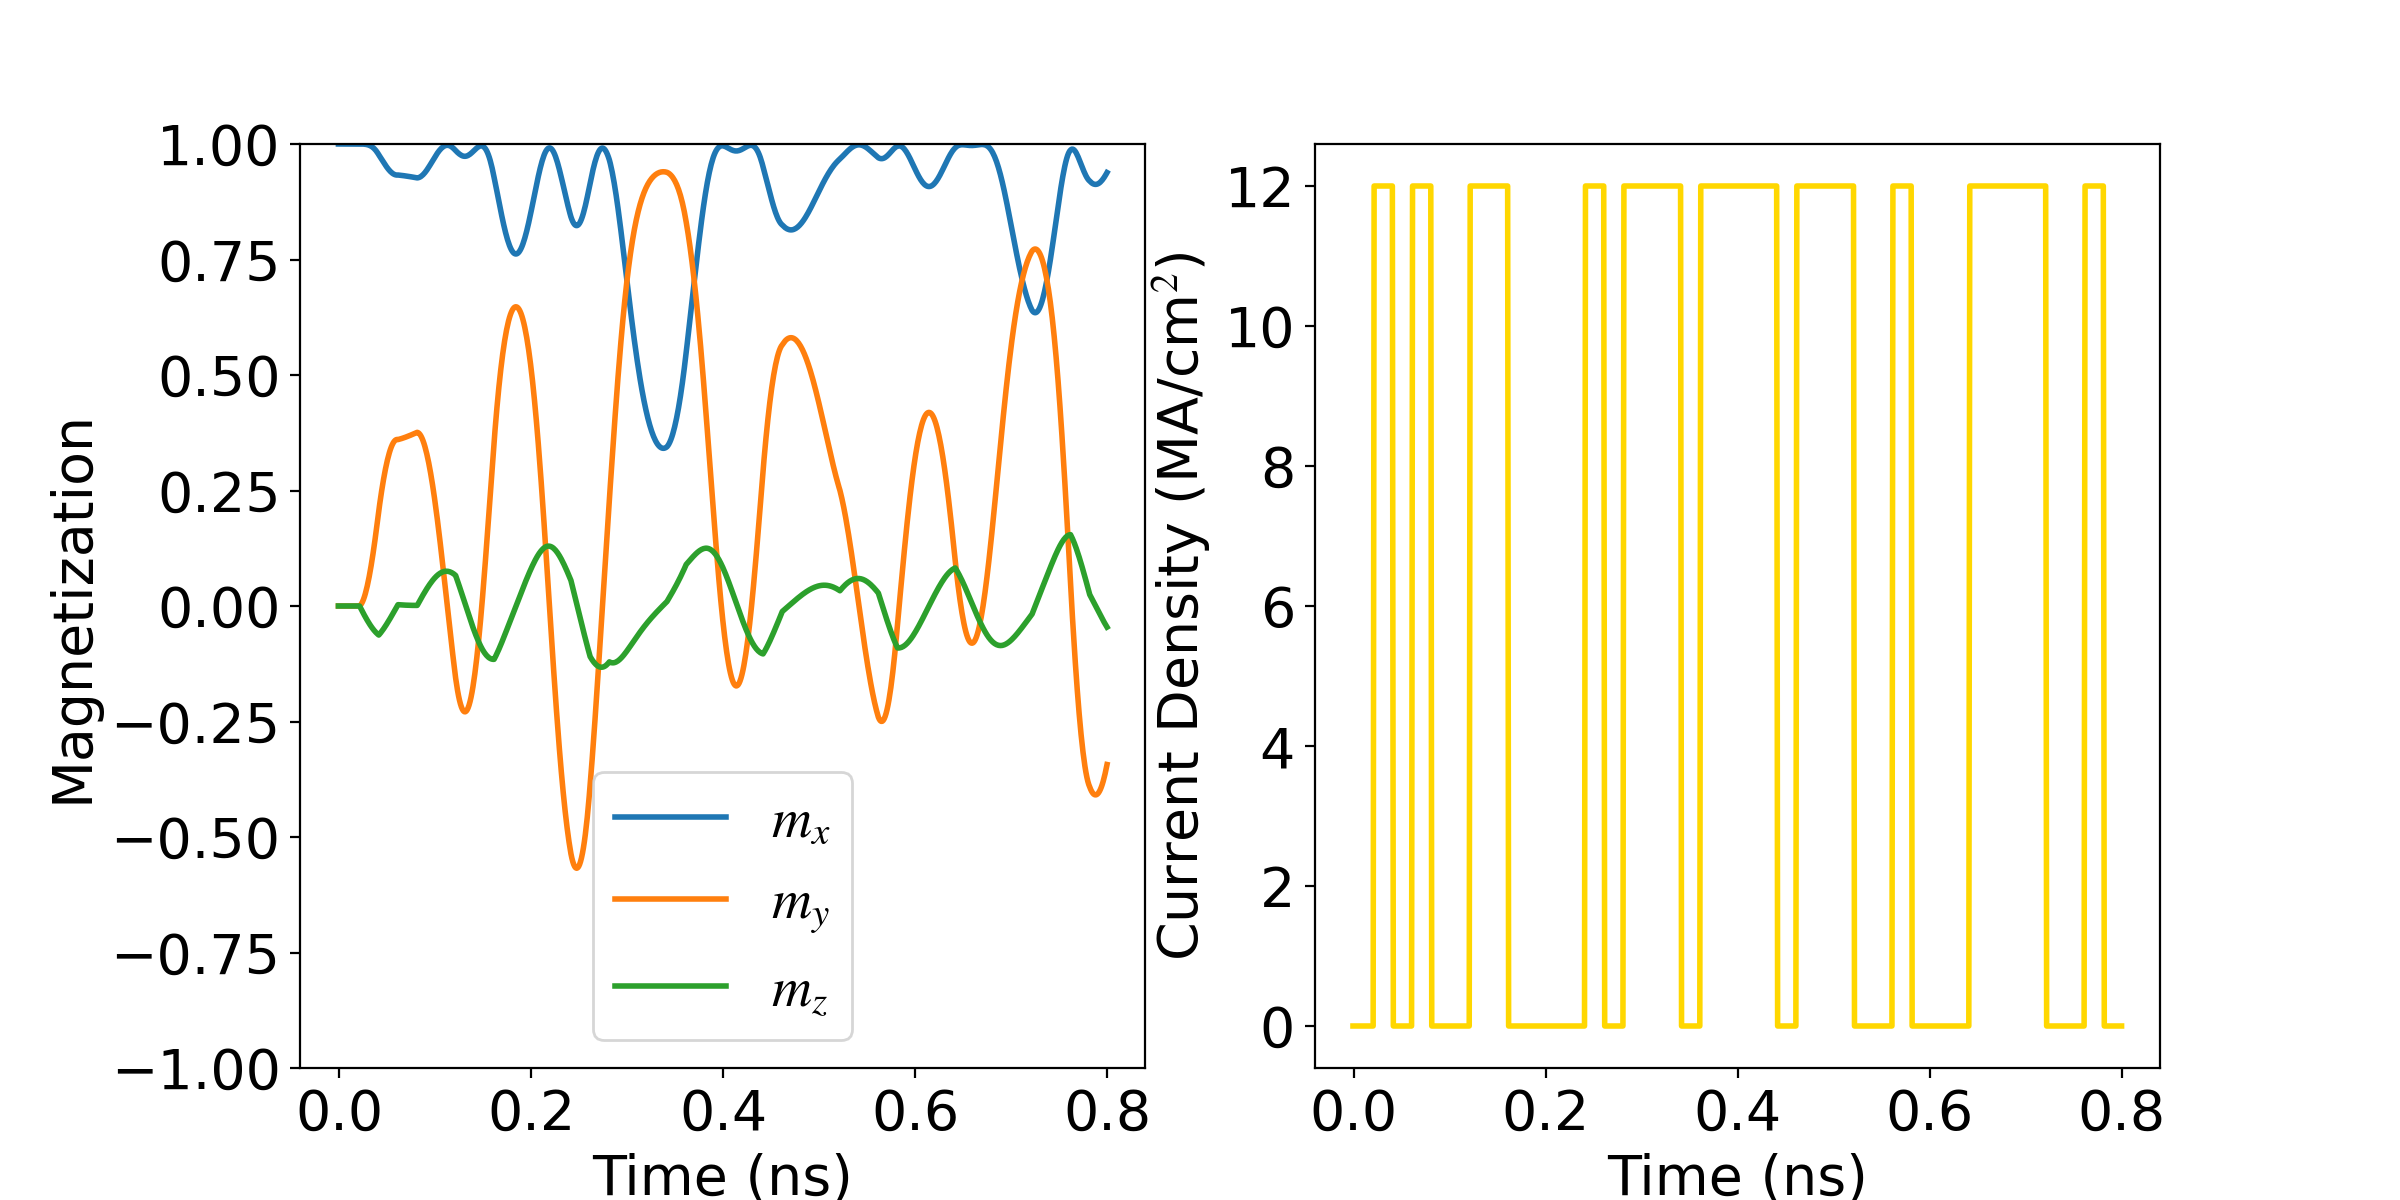 1.00
0.75
0.50
0.25
0.00
−0.25
−0.50
−0.75
−1.00
Magnetization
0.0 0.2 0.4 0.6 0.8
Time (ns)
m_x
m_y
m_z
12
10
8
6
4
2
0
Current Density (MA/cm²)
0.0 0.2 0.4 0.6 0.8
Time (ns)